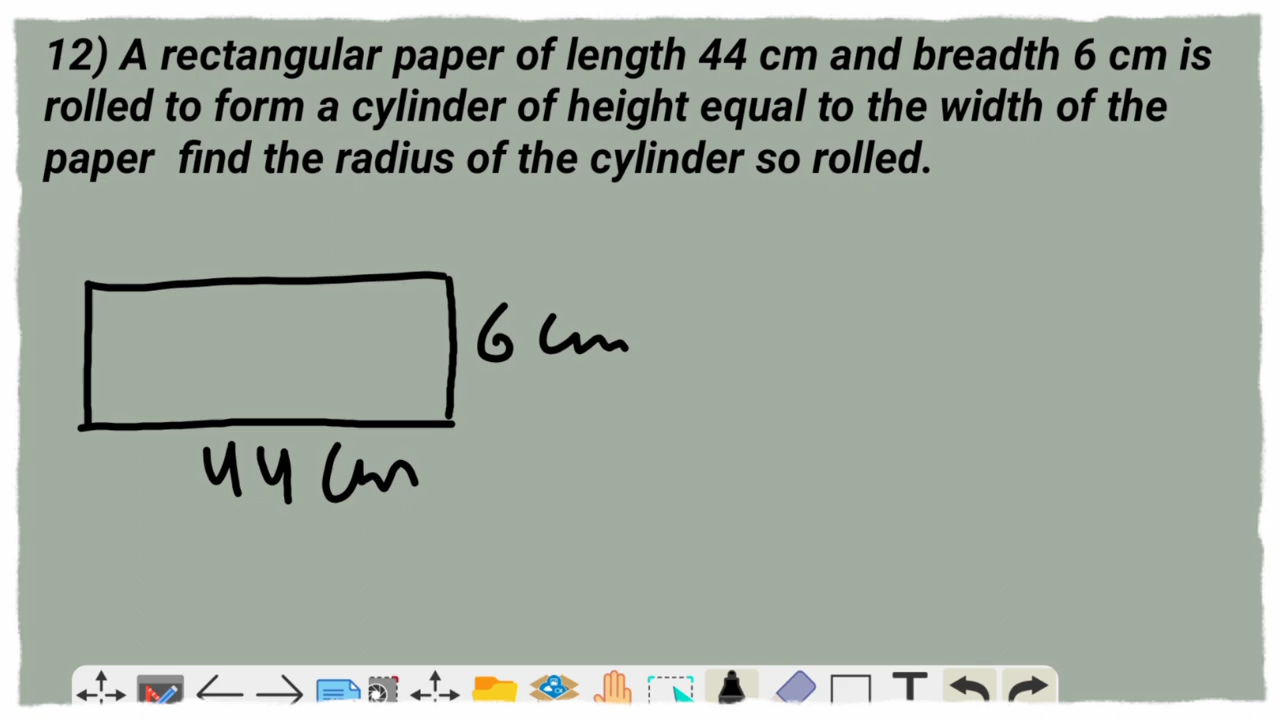 12) A rectangular paper of length 44 cm and breadth 6 cm is
rolled to form a cylinder of height equal to the width of the
paper find the radius of the cylinder so rolled.
6 cm
44 cm
T